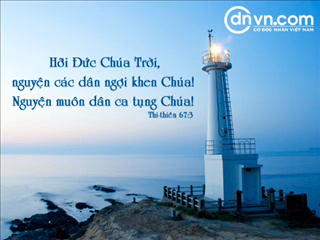 cdnvn.com
CƠ ĐỐC NHÂN VIỆT NAM
Hỡi Đức Chúa Trời,
nguyện các dân ngợi khen Chúa!
Nguyện muôn dân ca tụng Chúa!
Thi-thiên 67:3